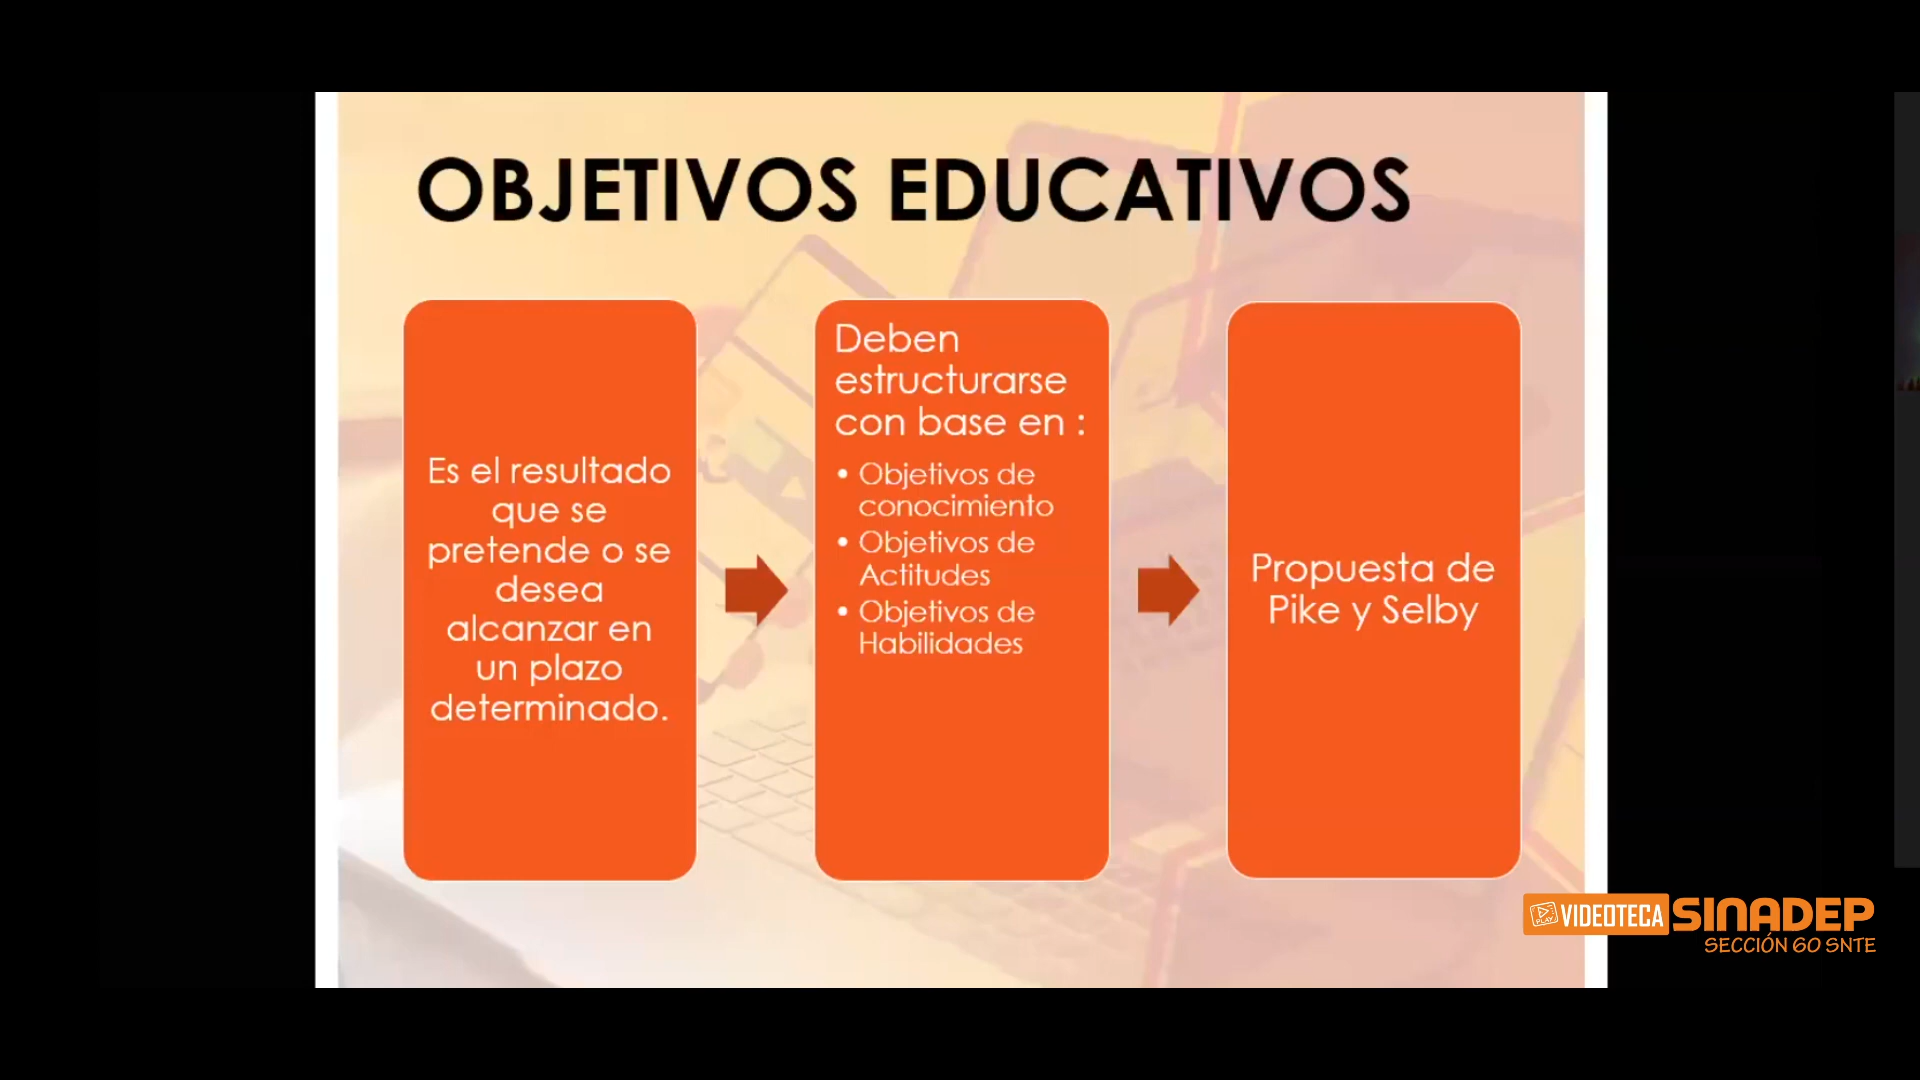 OBJETIVOS EDUCATIVOS
Es el resultado
que se
pretende o se
desea
alcanzar en
un plazo
determinado.
Deben
estructurarse
con base en :
• Objetivos de
conocimiento
• Objetivos de
Actitudes
• Objetivos de
Habilidades
Propuesta de
Pike y Selby
PLAY
VIDEOTECA SINADEP
SECCIÓN 60 SNTE